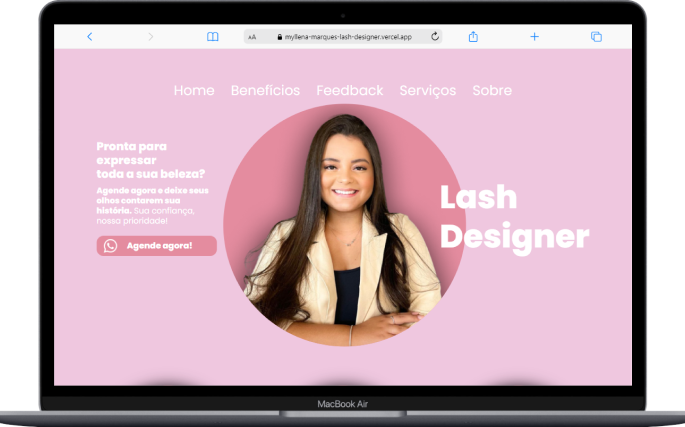 AA myllena-marques-lash-designer.vercel.app
Home Benefícios Feedback Serviços Sobre
Pronta para
expressar
toda a sua beleza?
Agende agora e deixe seus
olhos contarem sua
história. Sua confiança,
nossa prioridade!
Agende agora!
Lash
Designer
MacBook Air